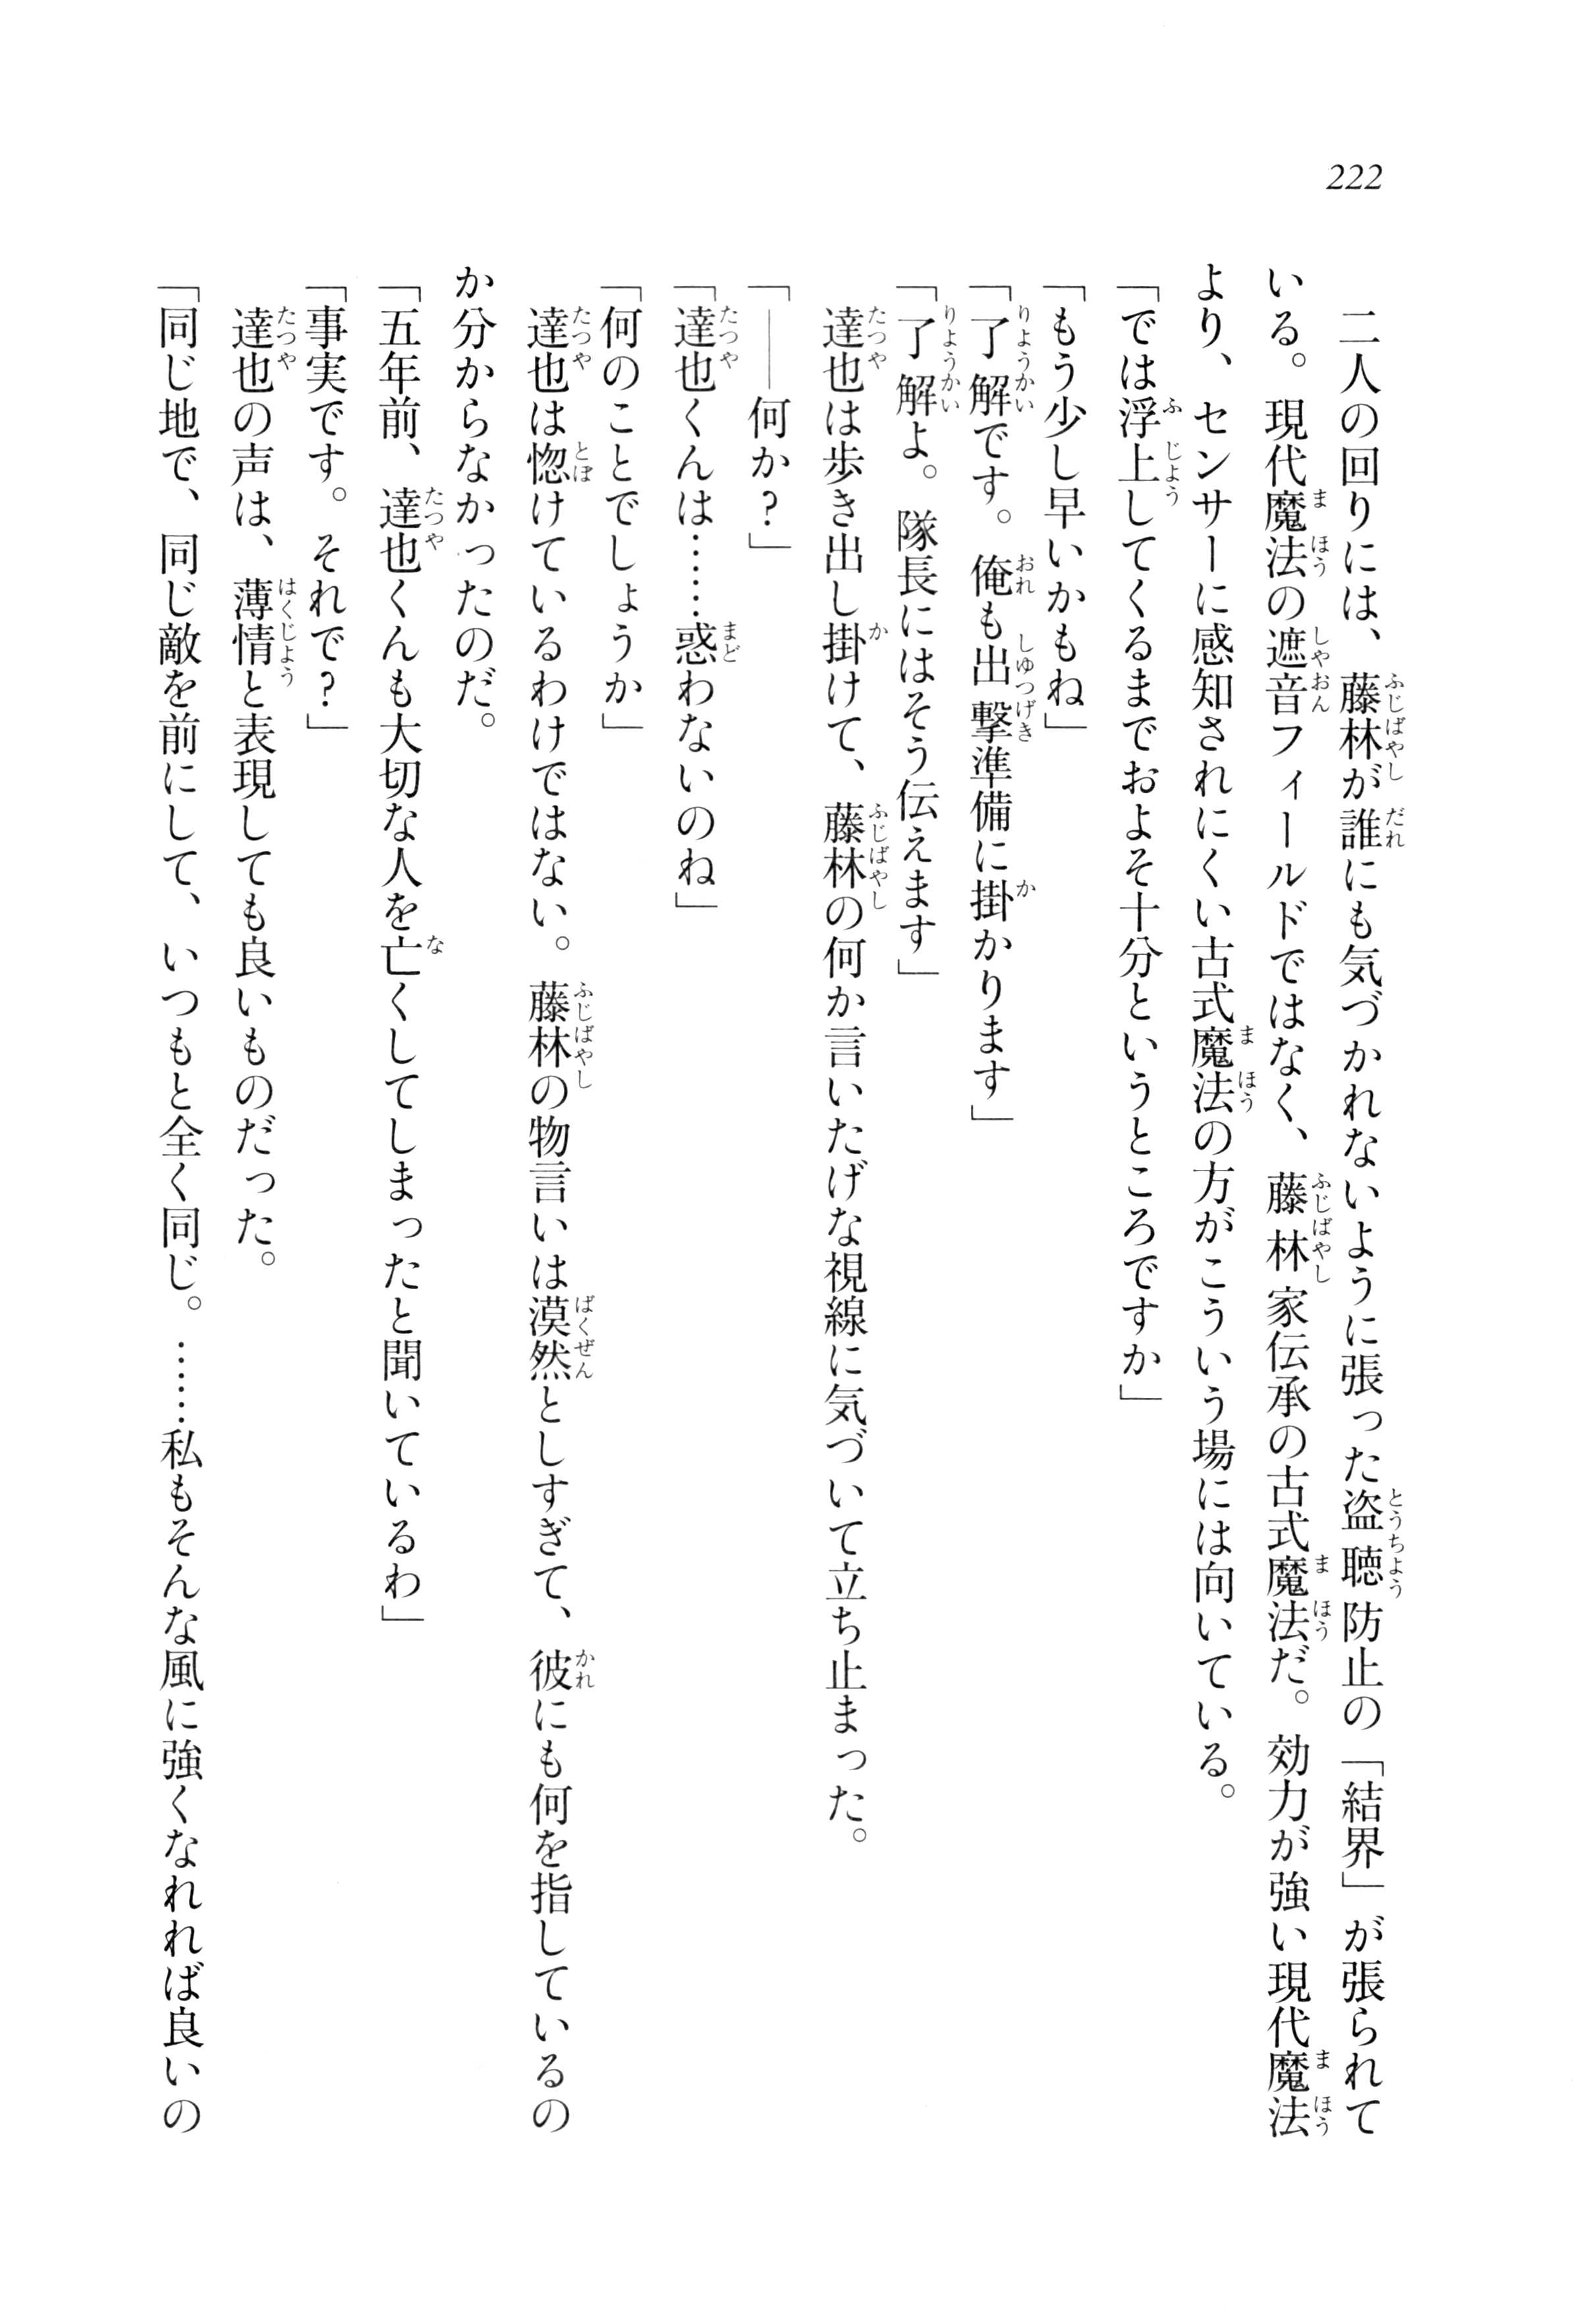 222
二人の回りには、藤林が誰にも気づかれないように張った盗聴防止の「結界」が張られて
いる。現代魔法の遮音フィールドではなく、藤林家伝承の古式魔法だ。効力が強い現代魔法
より、センサーに感知されにくい古式魔法の方がこういう場には向いている。
「では浮上してくるまでおよそ十分というところですか」
「もう少し早いかもね」
「了解です。俺も出撃準備に掛かります」
「了解よ。隊長にはそう伝えます」
達也は歩き出し掛けて、藤林の何か言いたげな視線に気づいて立ち止まった。
「――何か？」
「達也くんは……惑わないのね」
「何のことでしょうか」
達也は惚けているわけではない。藤林の物言いは漠然としすぎて、彼にも何を指しているの
か分からなかったのだ。
「五年前、達也くんも大切な人を亡くしてしまったと聞いているわ」
「事実です。それで？」
達也の声は、薄情と表現しても良いものだった。
「同じ地で、同じ敵を前にして、いつもと全く同じ。……私もそんな風に強くなれれば良いの